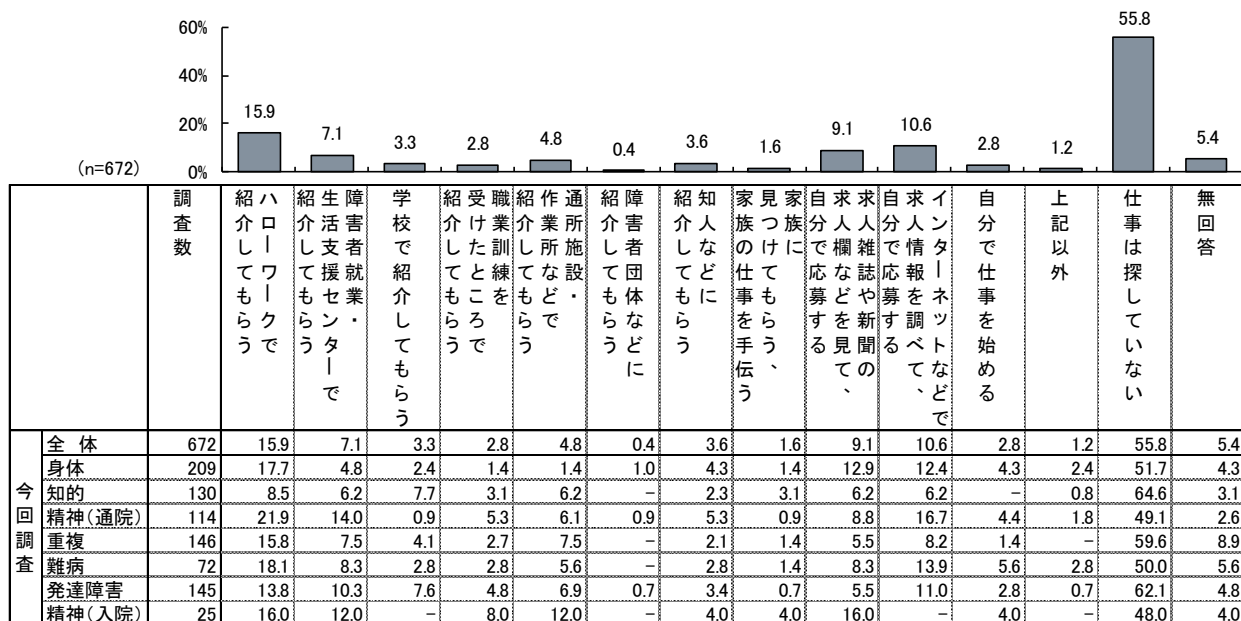 60%
40%
20%
0%
(n=672)
15.9
7.1
3.3
2.8
4.8
0.4
3.6
1.6
9.1
10.6
2.8
1.2
55.8
5.4
調査数
ハローワークで
紹介してもらう
障害者就業・
生活支援センターで
紹介してもらう
学校で紹介してもらう
職業訓練を
受けたところで
紹介してもらう
通所施設・
作業所などで
紹介してもらう
障害者団体などに
紹介してもらう
知人などに
紹介してもらう
家族に
見つけてもらう、
家族の仕事を手伝う
求人雑誌や新聞の
求人欄などを見て、
自分で応募する
インターネットなどで
求人情報を調べて、
自分で応募する
自分で仕事を始める
上記以外
仕事は探していない
無回答
今回調査
全 体 672 15.9 7.1 3.3 2.8 4.8 0.4 3.6 1.6 9.1 10.6 2.8 1.2 55.8 5.4
身体 209 17.7 4.8 2.4 1.4 1.4 1.0 4.3 1.4 12.9 12.4 4.3 2.4 51.7 4.3
知的 130 8.5 6.2 7.7 3.1 6.2 － 2.3 3.1 6.2 6.2 － 0.8 64.6 3.1
精神(通院) 114 21.9 14.0 0.9 5.3 6.1 0.9 5.3 0.9 8.8 16.7 4.4 1.8 49.1 2.6
重複 146 15.8 7.5 4.1 2.7 7.5 － 2.1 1.4 5.5 8.2 1.4 － 59.6 8.9
難病 72 18.1 8.3 2.8 2.8 5.6 － 2.8 1.4 8.3 13.9 5.6 2.8 50.0 5.6
発達障害 145 13.8 10.3 7.6 4.8 6.9 0.7 3.4 0.7 5.5 11.0 2.8 0.7 62.1 4.8
精神(入院) 25 16.0 12.0 － 8.0 12.0 － 4.0 4.0 16.0 － 4.0 － 48.0 4.0